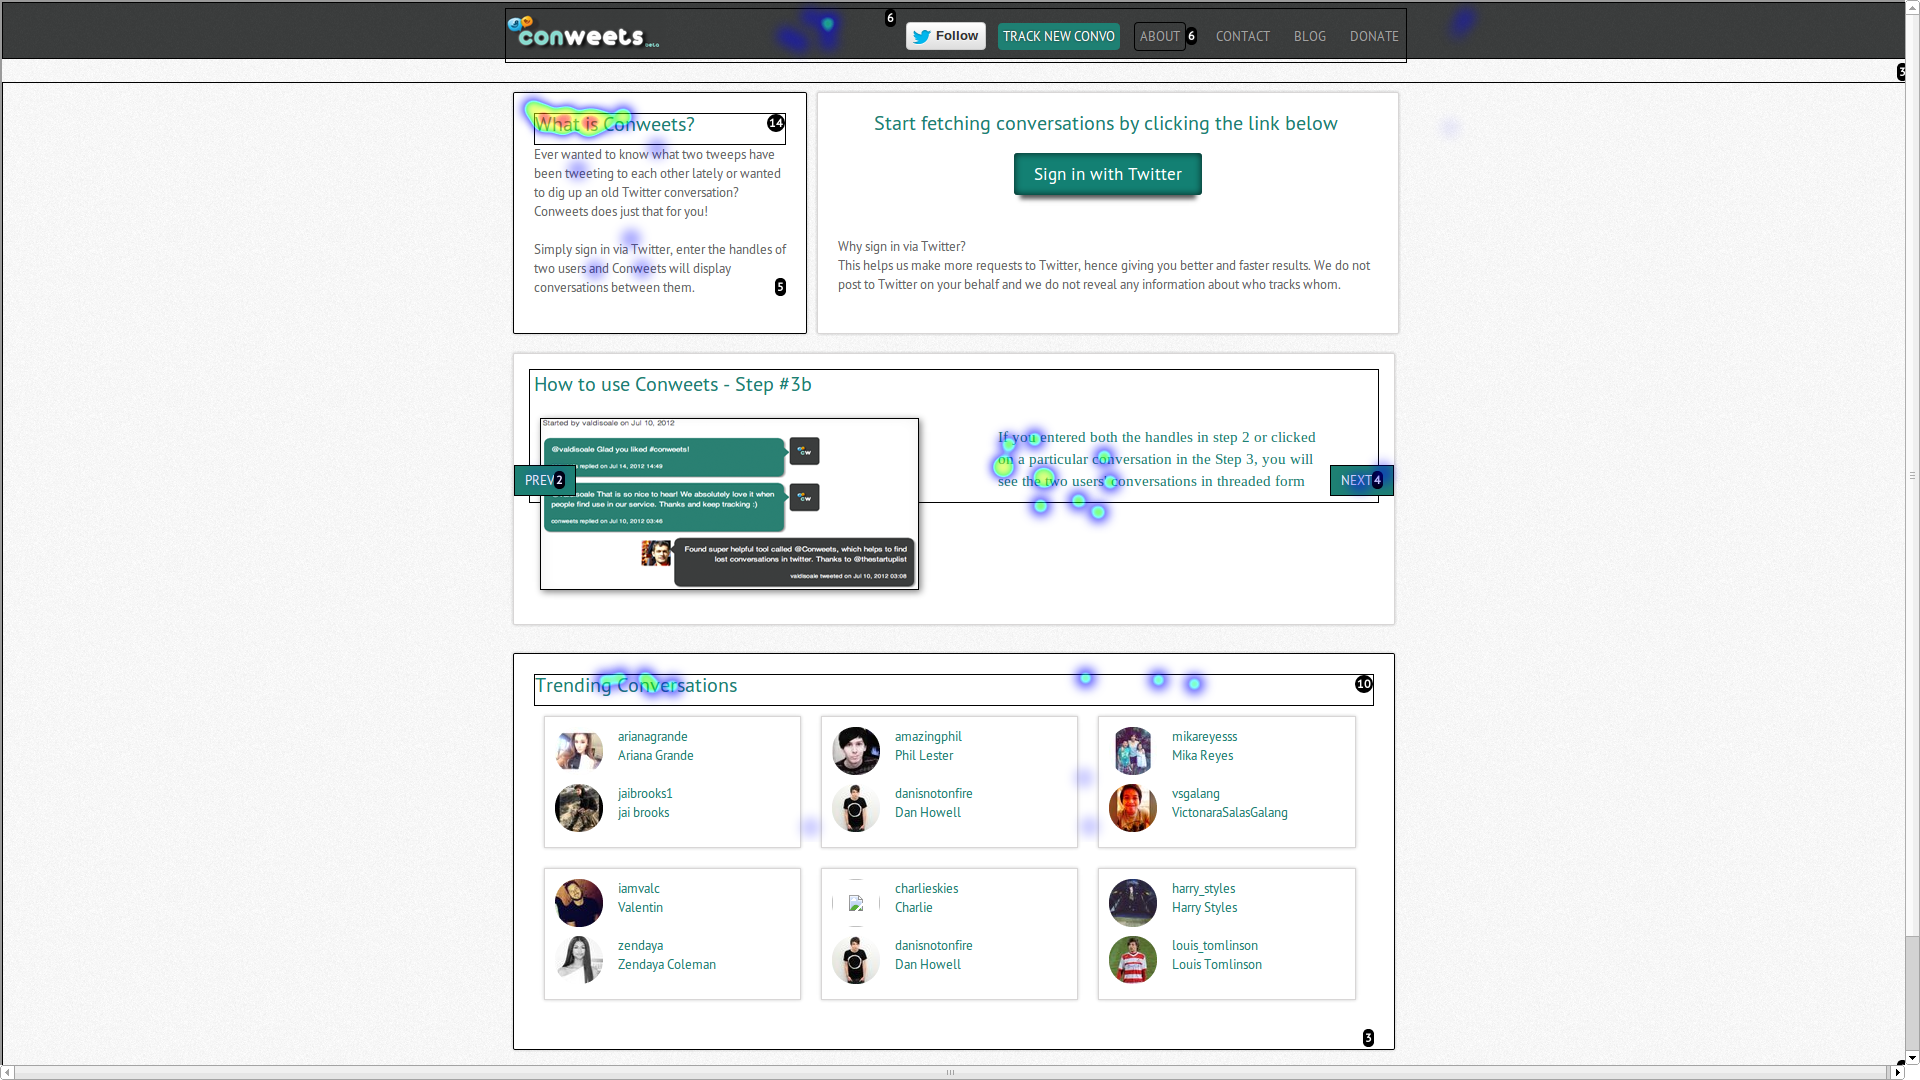 conweets
beta
6
Follow
TRACK NEW CONVO
ABOUT
6
CONTACT
BLOG
DONATE
3
What is Conweets?
14
Ever wanted to know what two tweeps have
been tweeting to each other lately or wanted
to dig up an old Twitter conversation?
Conweets does just that for you!
Simply sign in via Twitter, enter the handles of
two users and Conweets will display
conversations between them.
5
Start fetching conversations by clicking the link below
Sign in with Twitter
Why sign in via Twitter?
This helps us make more requests to Twitter, hence giving you better and faster results. We do not
post to Twitter on your behalf and we do not reveal any information about who tracks whom.
How to use Conweets - Step #3b
Started by valdisoale on Jul 10, 2012
@valdisoale Glad you liked #conweets!
replied on Jul 14, 2012 14:49
cw
PREV
2
That is so nice to hear! We absolutely love it when
people find use in our service. Thanks and keep tracking :)
conweets replied on Jul 10, 2012 03:46
cw
Found super helpful tool called @Conweets, which helps to find
lost conversations in twitter. Thanks to @thestartuplist
valdisoale tweeted on Jul 10, 2012 03:08
If you entered both the handles in step 2 or clicked
on a particular conversation in the Step 3, you will
see the two users' conversations in threaded form
NEXT
4
Trending Conversations
10
arianagrande
Ariana Grande
jaibrooks1
jai brooks
amazingphil
Phil Lester
danisnotonfire
Dan Howell
mikareyesss
Mika Reyes
vsgalang
VictonaraSalasGalang
iamvalc
Valentin
zendaya
Zendaya Coleman
charlieskies
Charlie
danisnotonfire
Dan Howell
harry_styles
Harry Styles
louis_tomlinson
Louis Tomlinson
3